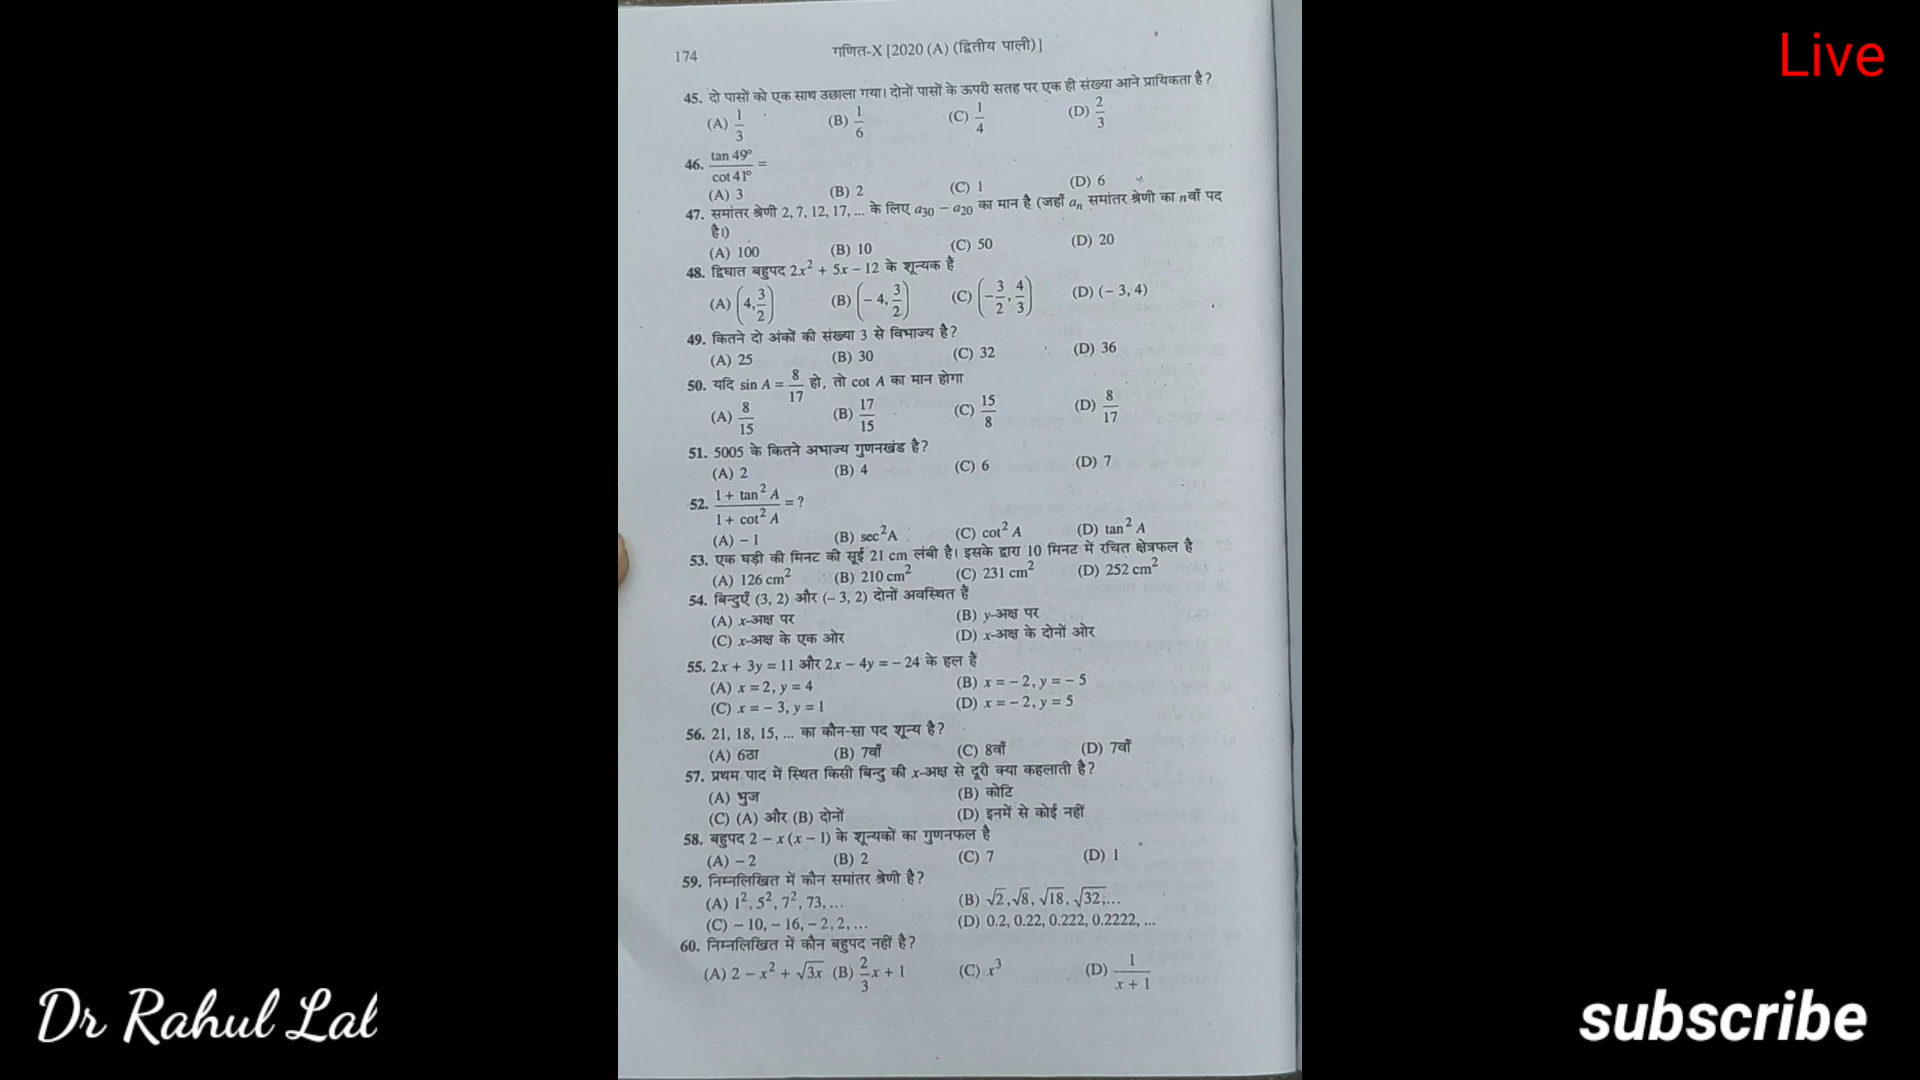 Live
174 गणित-X [2020 (A) (द्वितीय पाली)]
45. दो पासों को एक साथ उछाला गया। दोनों पासों के ऊपरी सतह पर एक ही संख्या आने प्रायिकता है?
(A) 1/3 (B) 1/6 (C) 1/4 (D) 2/3
46. tan 49° / cot 41° =
(A) 3 (B) 2 (C) 1 (D) 6
47. समांतर श्रेणी 2, 7, 12, 17, ... के लिए a₃₀ − a₂₀ का मान है (जहाँ aₙ समांतर श्रेणी का nवाँ पद
है।)
(A) 100 (B) 10 (C) 50 (D) 20
48. द्विघात बहुपद 2x² + 5x − 12 के शून्यक हैं
(A) (4, 3/2) (B) (− 4, 3/2) (C) (−3/2, 4/3) (D) (− 3, 4)
49. कितने दो अंकों की संख्या 3 से विभाज्य है?
(A) 25 (B) 30 (C) 32 (D) 36
50. यदि sin A = 8/17 हो, तो cot A का मान होगा
(A) 8/15 (B) 17/15 (C) 15/8 (D) 8/17
51. 5005 के कितने अभाज्य गुणनखंड है?
(A) 2 (B) 4 (C) 6 (D) 7
52. 1 + tan² A / 1 + cot² A = ?
(A) − 1 (B) sec²A (C) cot² A (D) tan² A
53. एक घड़ी की मिनट की सूई 21 cm लंबी है। इसके द्वारा 10 मिनट में रचित क्षेत्रफल है
(A) 126 cm² (B) 210 cm² (C) 231 cm² (D) 252 cm²
54. बिन्दुएँ (3, 2) और (− 3, 2) दोनों अवस्थित हैं
(A) x-अक्ष पर (B) y-अक्ष पर
(C) x-अक्ष के एक ओर (D) x-अक्ष के दोनों ओर
55. 2x + 3y = 11 और 2x − 4y = − 24 के हल हैं
(A) x = 2, y = 4 (B) x = − 2, y = − 5
(C) x = − 3, y = 1 (D) x = − 2, y = 5
56. 21, 18, 15, ... का कौन-सा पद शून्य है?
(A) 6ठा (B) 7वाँ (C) 8वाँ (D) 7वाँ
57. प्रथम पाद में स्थित किसी बिन्दु की x-अक्ष से दूरी क्या कहलाती है?
(A) भुज (B) कोटि
(C) (A) और (B) दोनों (D) इनमें से कोई नहीं
58. बहुपद 2 − x (x − 1) के शून्यकों का गुणनफल है
(A) − 2 (B) 2 (C) 7 (D) 1
59. निम्नलिखित में कौन समांतर श्रेणी है?
(A) 1², 5², 7², 73, ... (B) √2, √8, √18, √32,...
(C) − 10, − 16, − 2, 2, ... (D) 0.2, 0.22, 0.222, 0.2222, ...
60. निम्नलिखित में कौन बहुपद नहीं है?
(A) 2 − x² + √3x (B) 2/3 x + 1 (C) x³ (D) 1/(x + 1)
Dr Rahul Lal
subscribe